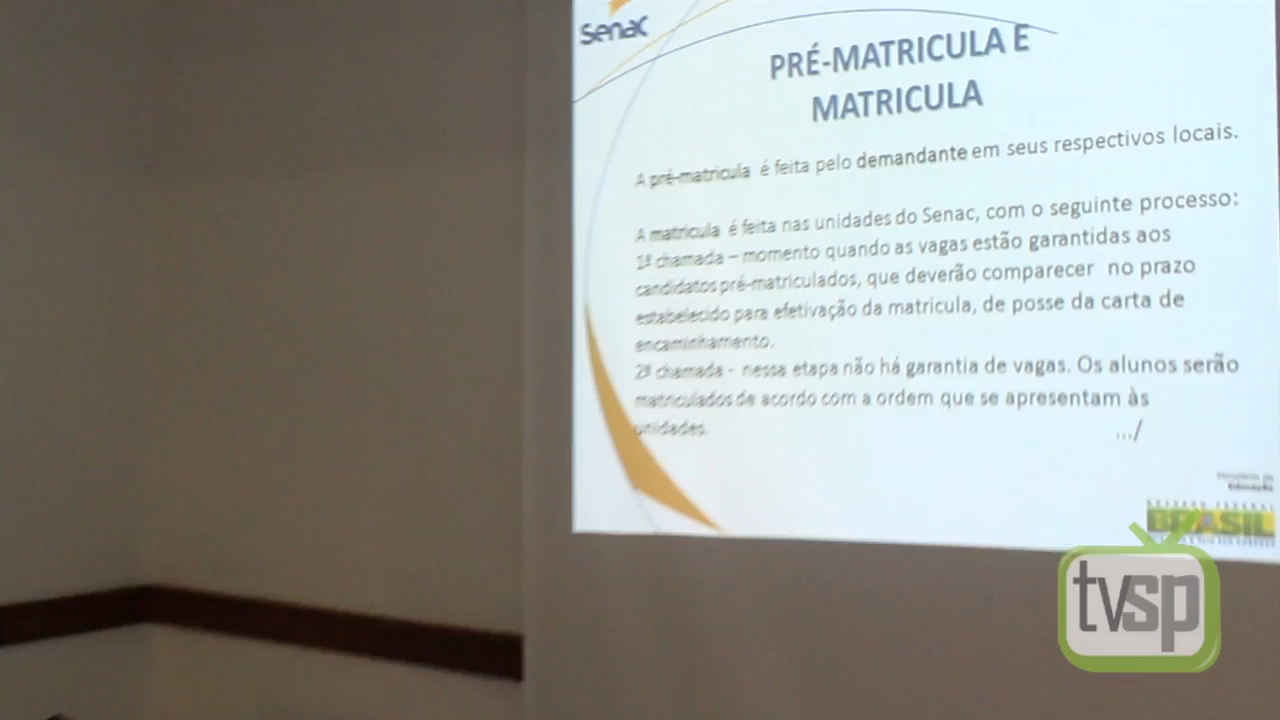 Senac
PRÉ-MATRICULA E
MATRICULA
A pré-matricula é feita pelo demandante em seus respectivos locais.
A matricula é feita nas unidades do Senac, com o seguinte processo:
1ª chamada – momento quando as vagas estão garantidas aos
candidatos pré-matriculados, que deverão comparecer no prazo
estabelecido para efetivação da matricula, de posse da carta de
encaminhamento.
2ª chamada - nessa etapa não há garantia de vagas. Os alunos serão
matriculados de acordo com a ordem que se apresentam às
unidades.
.../
Ministério da
Educação
BRASIL
tvsp